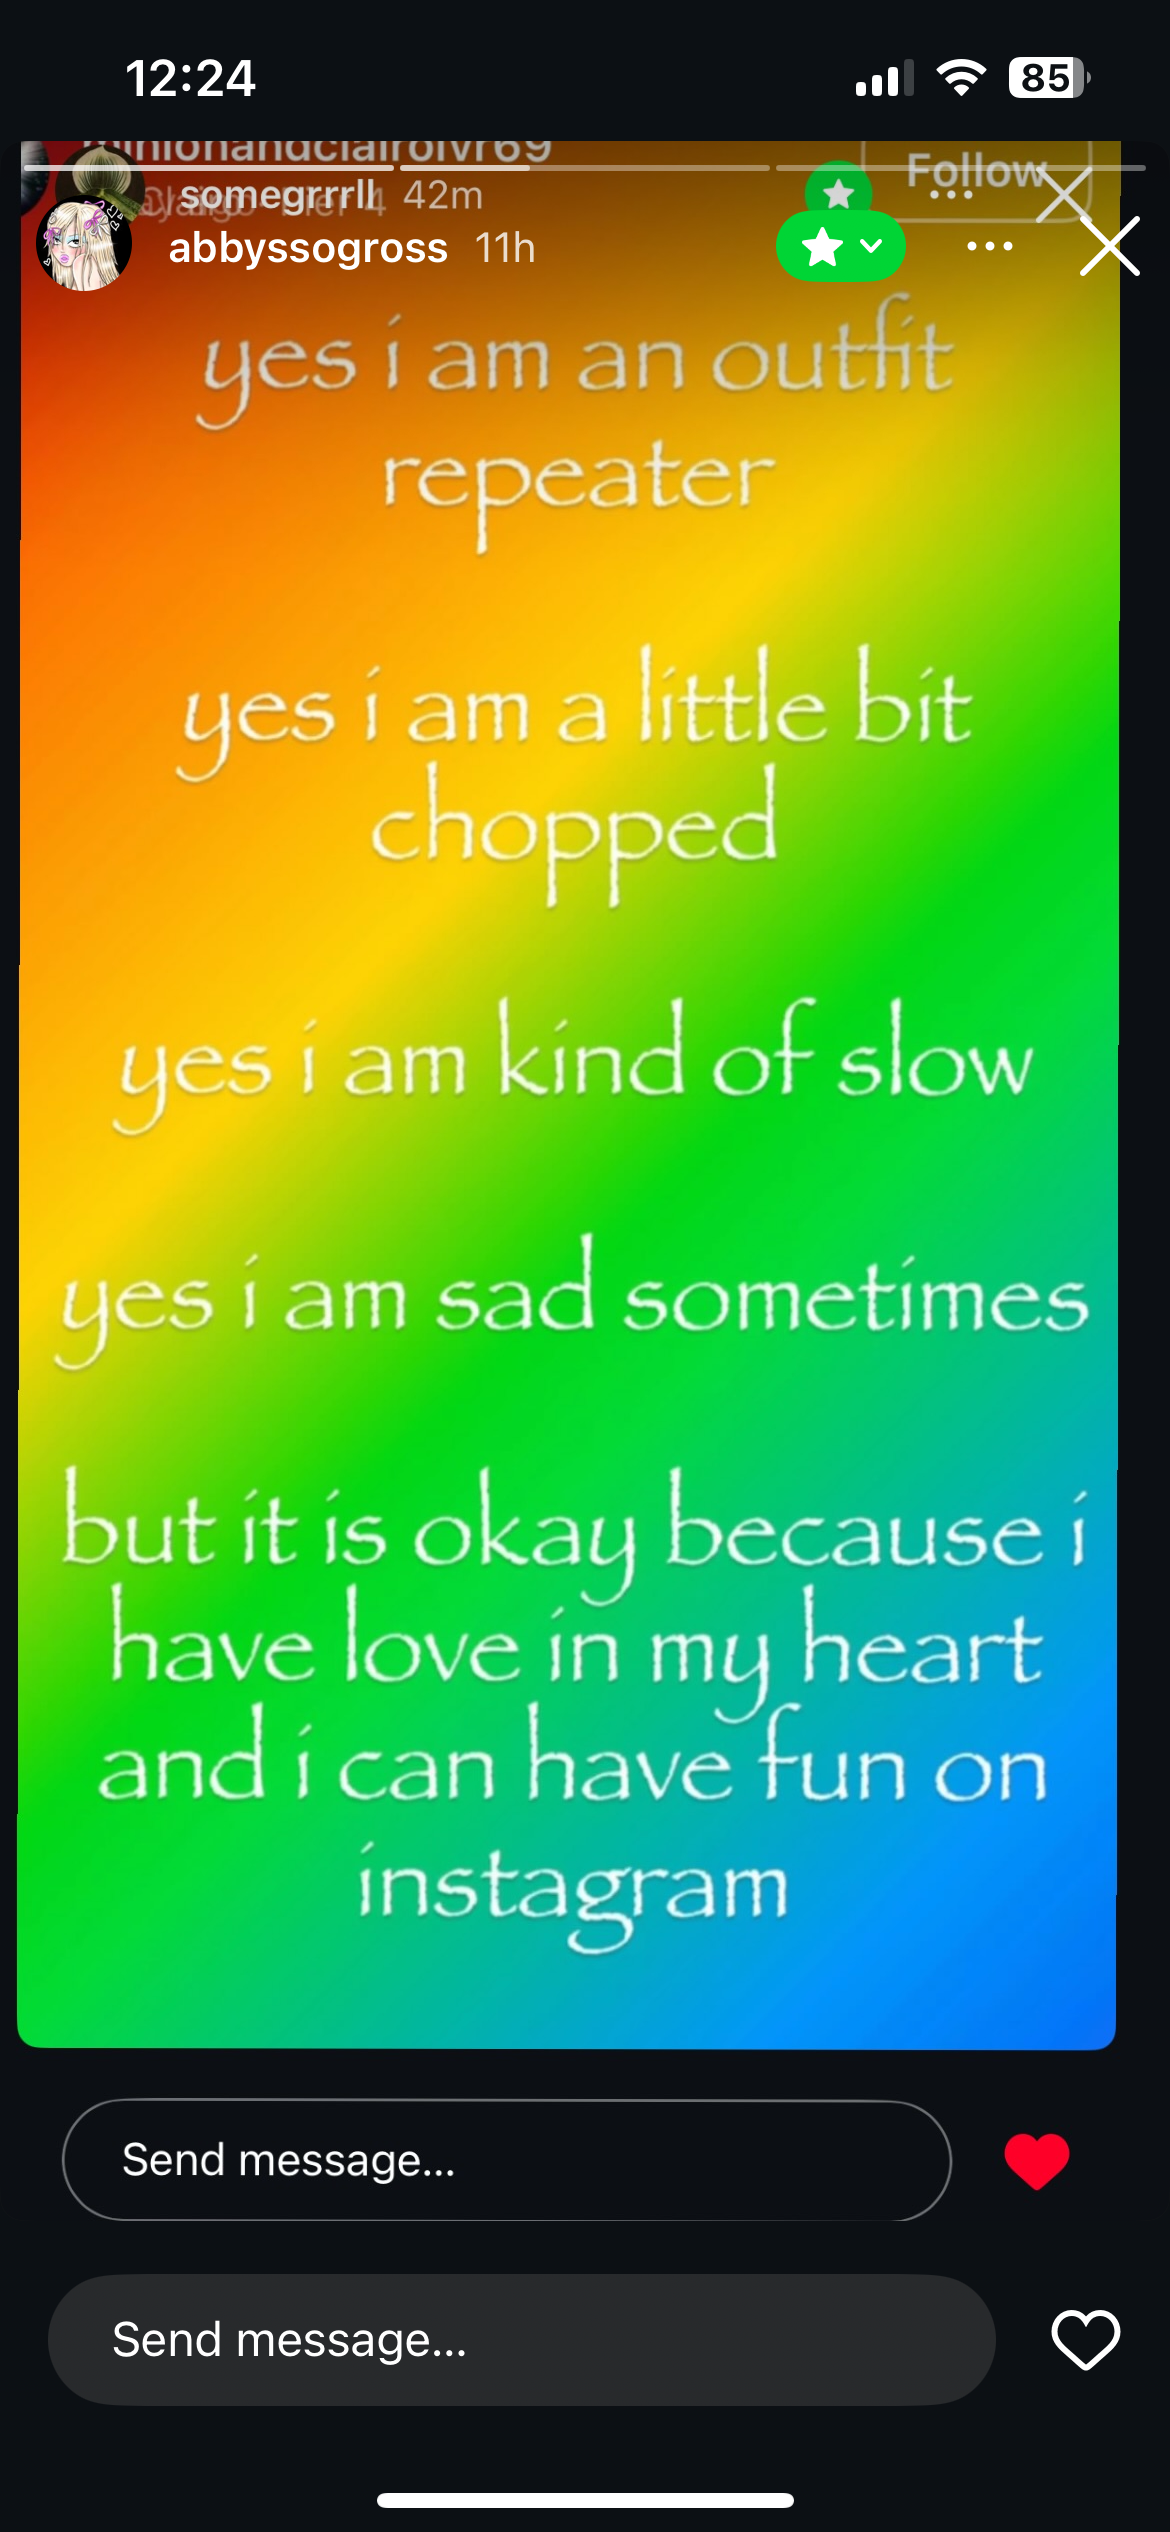 12:24
85
minionandclairolvr69
Follow
somegrrrll 42m
abbyssogross 11h
yes i am an outfit
repeater
yes i am a little bit
chopped
yes i am kind of slow
yes i am sad sometimes
but it is okay because i
have love in my heart
and i can have fun on
instagram
Send message...
Send message...